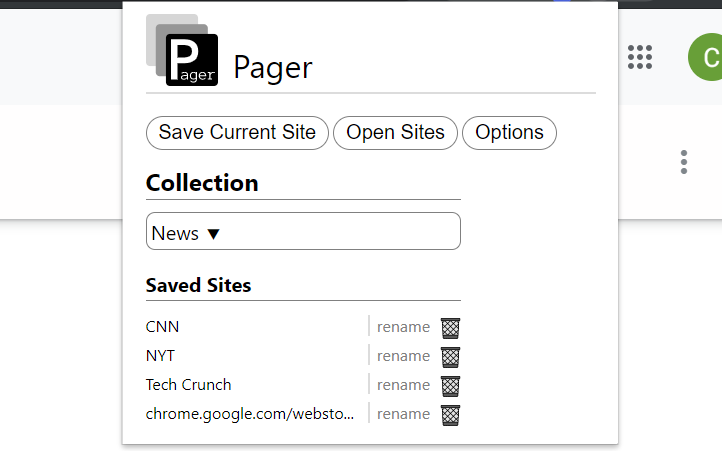 Pager Pager
C
Save Current Site Open Sites Options
Collection
News ▼
Saved Sites
CNN rename
NYT rename
Tech Crunch rename
chrome.google.com/websto... rename